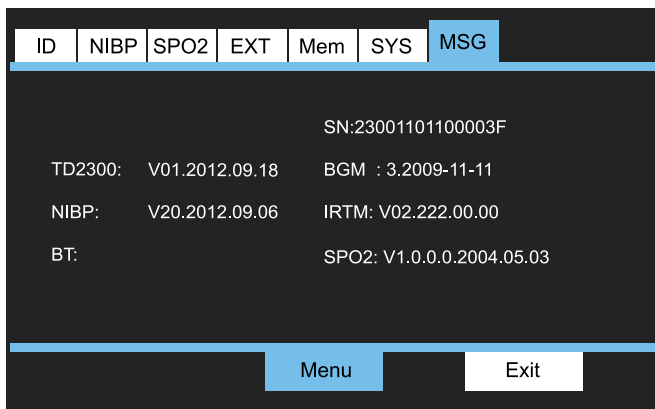 ID NIBP SPO2 EXT Mem SYS MSG
SN:23001101100003F
TD2300: V01.2012.09.18 BGM : 3.2009-11-11
NIBP: V20.2012.09.06 IRTM: V02.222.00.00
BT: SPO2: V1.0.0.0.2004.05.03
Menu Exit